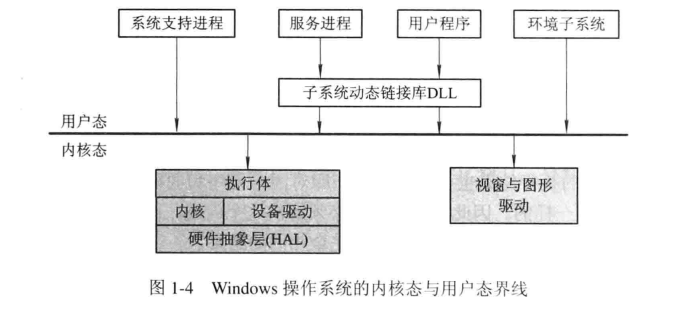 系统支持进程 服务进程 用户程序 环境子系统
子系统动态链接库DLL
用户态
内核态
执行体
内核 设备驱动
硬件抽象层(HAL)
视窗与图形
驱动
图 1-4 Windows 操作系统的内核态与用户态界线